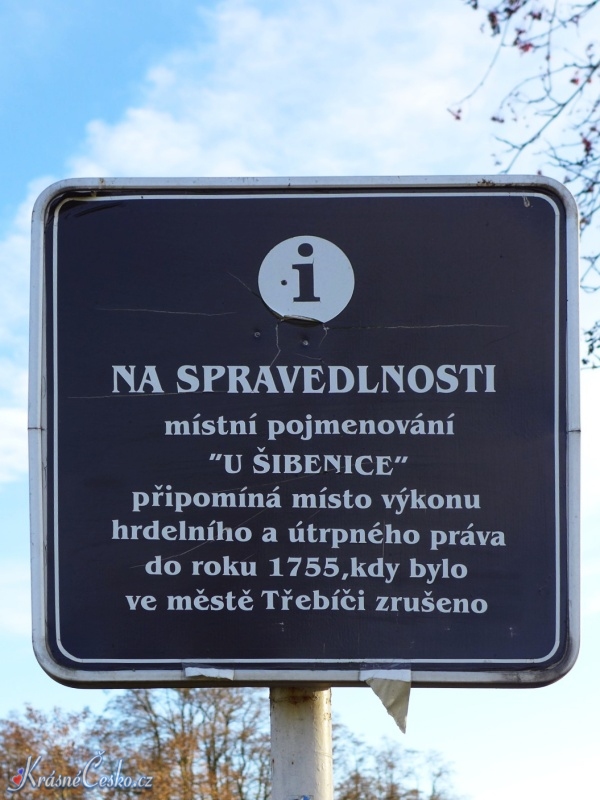 i
NA SPRAVEDLNOSTI
místní pojmenování
"U ŠIBENICE"
připomíná místo výkonu
hrdelního a útrpného práva
do roku 1755,kdy bylo
ve městě Třebíči zrušeno
KrásnéČesko.cz